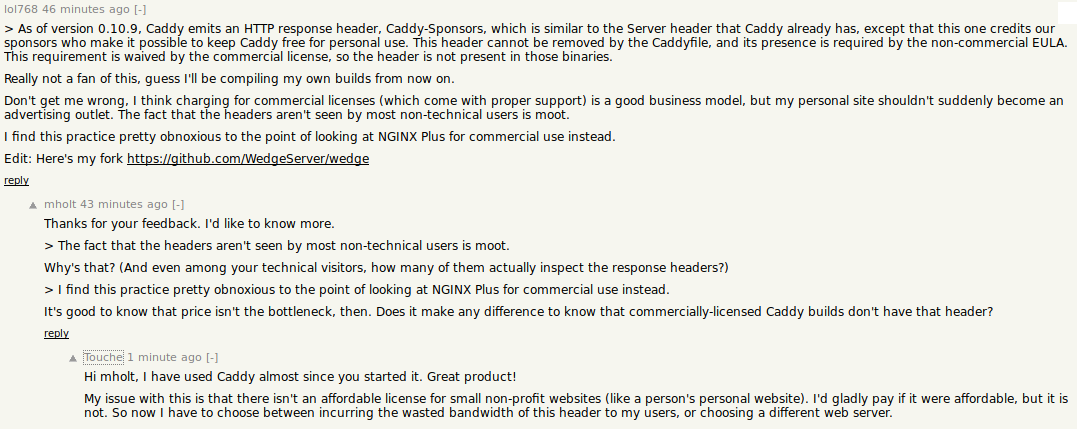 lol768 46 minutes ago [-]
> As of version 0.10.9, Caddy emits an HTTP response header, Caddy-Sponsors, which is similar to the Server header that Caddy already has, except that this one credits our
sponsors who make it possible to keep Caddy free for personal use. This header cannot be removed by the Caddyfile, and its presence is required by the non-commercial EULA.
This requirement is waived by the commercial license, so the header is not present in those binaries.
Really not a fan of this, guess I'll be compiling my own builds from now on.
Don't get me wrong, I think charging for commercial licenses (which come with proper support) is a good business model, but my personal site shouldn't suddenly become an
advertising outlet. The fact that the headers aren't seen by most non-technical users is moot.
I find this practice pretty obnoxious to the point of looking at NGINX Plus for commercial use instead.
Edit: Here's my fork https://github.com/WedgeServer/wedge
reply
▲ mholt 43 minutes ago [-]
Thanks for your feedback. I'd like to know more.
> The fact that the headers aren't seen by most non-technical users is moot.
Why's that? (And even among your technical visitors, how many of them actually inspect the response headers?)
> I find this practice pretty obnoxious to the point of looking at NGINX Plus for commercial use instead.
It's good to know that price isn't the bottleneck, then. Does it make any difference to know that commercially-licensed Caddy builds don't have that header?
reply
▲ Touche 1 minute ago [-]
Hi mholt, I have used Caddy almost since you started it. Great product!
My issue with this is that there isn't an affordable license for small non-profit websites (like a person's personal website). I'd gladly pay if it were affordable, but it is
not. So now I have to choose between incurring the wasted bandwidth of this header to my users, or choosing a different web server.